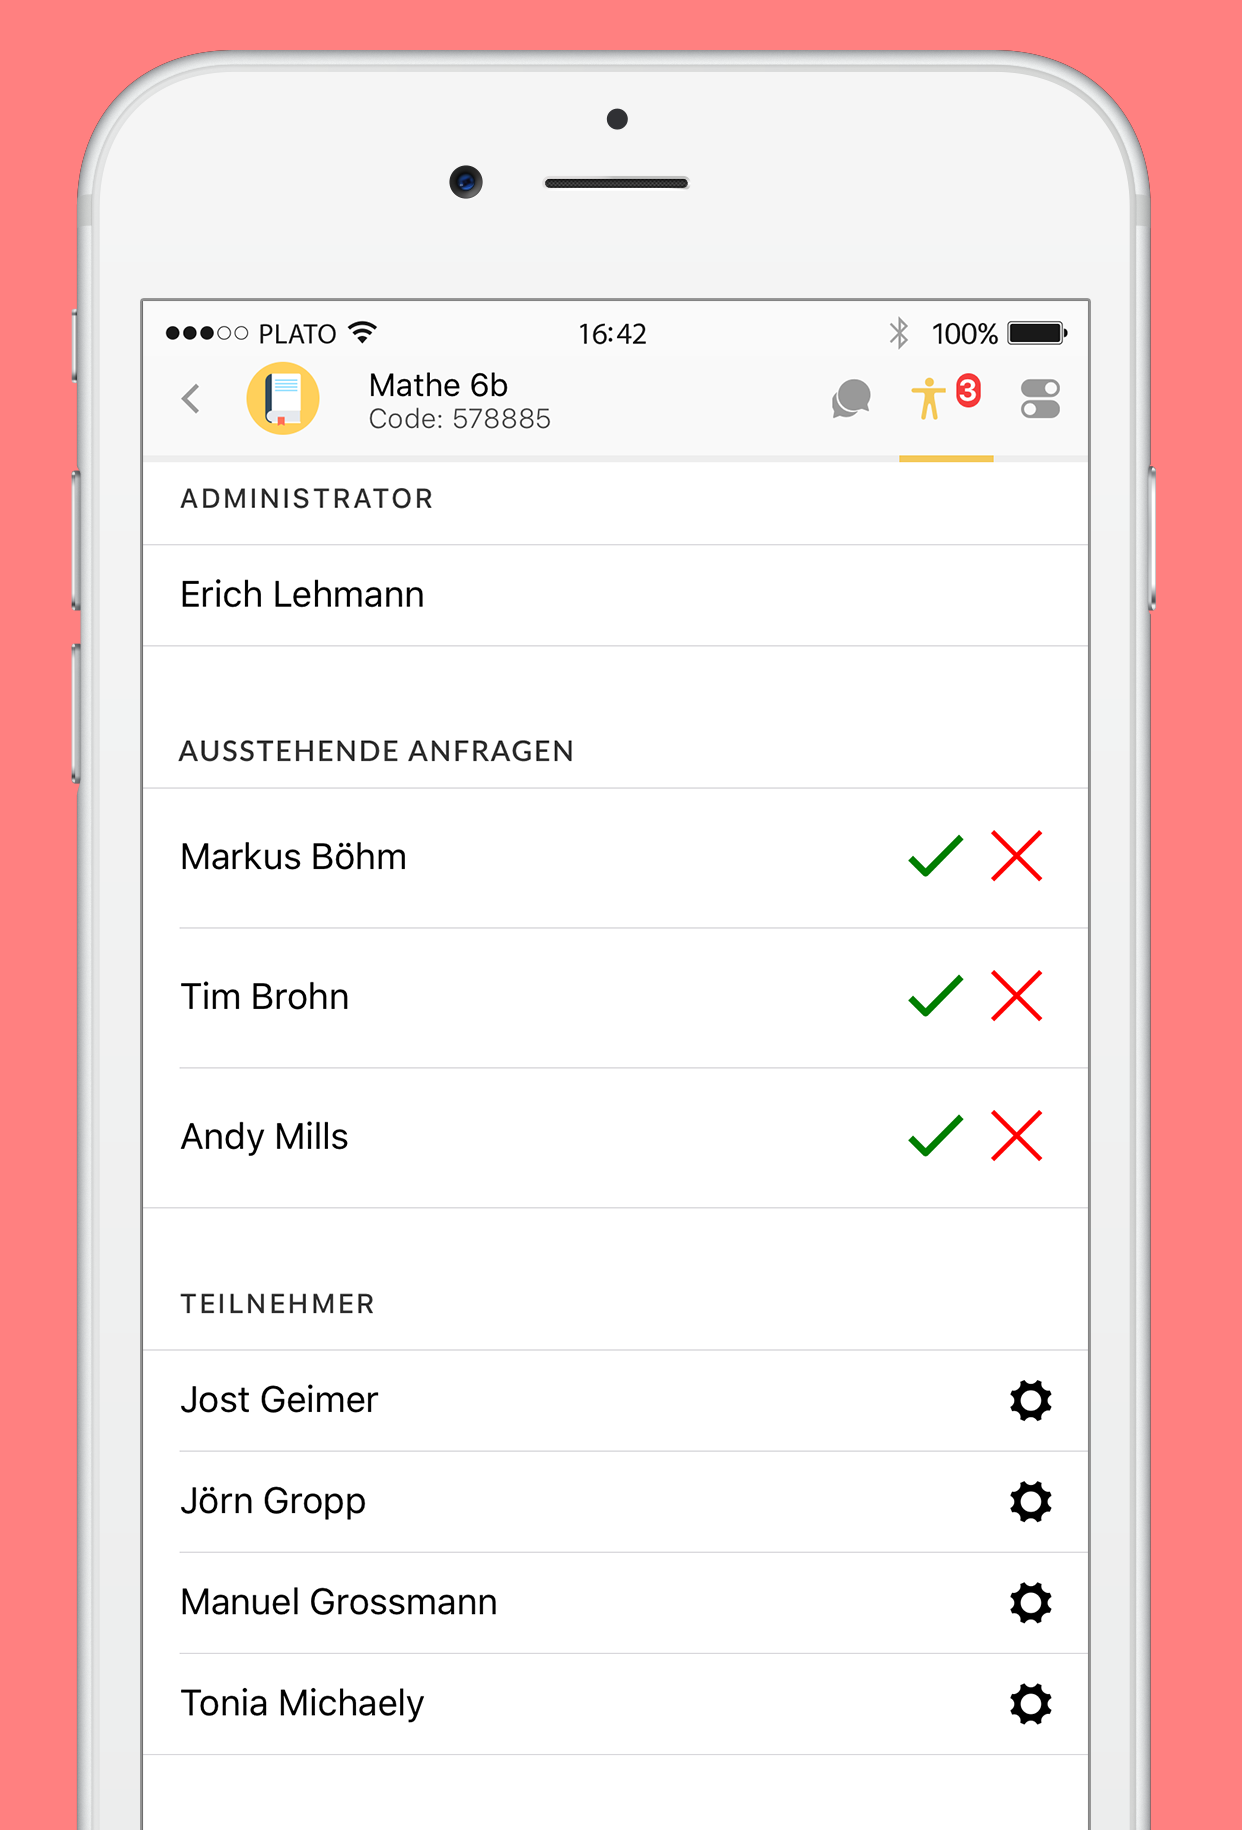 PLATO 16:42 100%
Mathe 6b
3
Code: 578885
ADMINISTRATOR
Erich Lehmann
AUSSTEHENDE ANFRAGEN
Markus Böhm
Tim Brohn
Andy Mills
TEILNEHMER
Jost Geimer
Jörn Gropp
Manuel Grossmann
Tonia Michaely